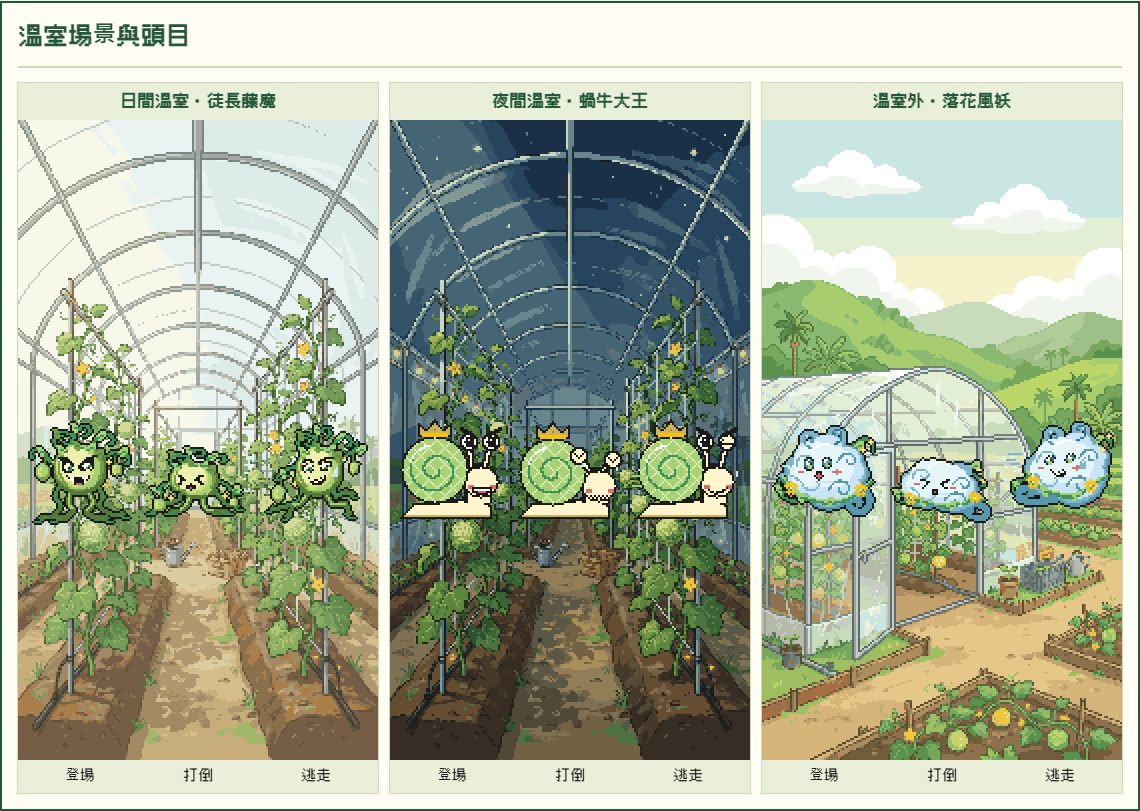 溫室場景與頭目
日間溫室·徒長藤魔
夜間溫室·蝸牛大王
溫室外·落花風妖
登場 打倒 逃走
登場 打倒 逃走
登場 打倒 逃走